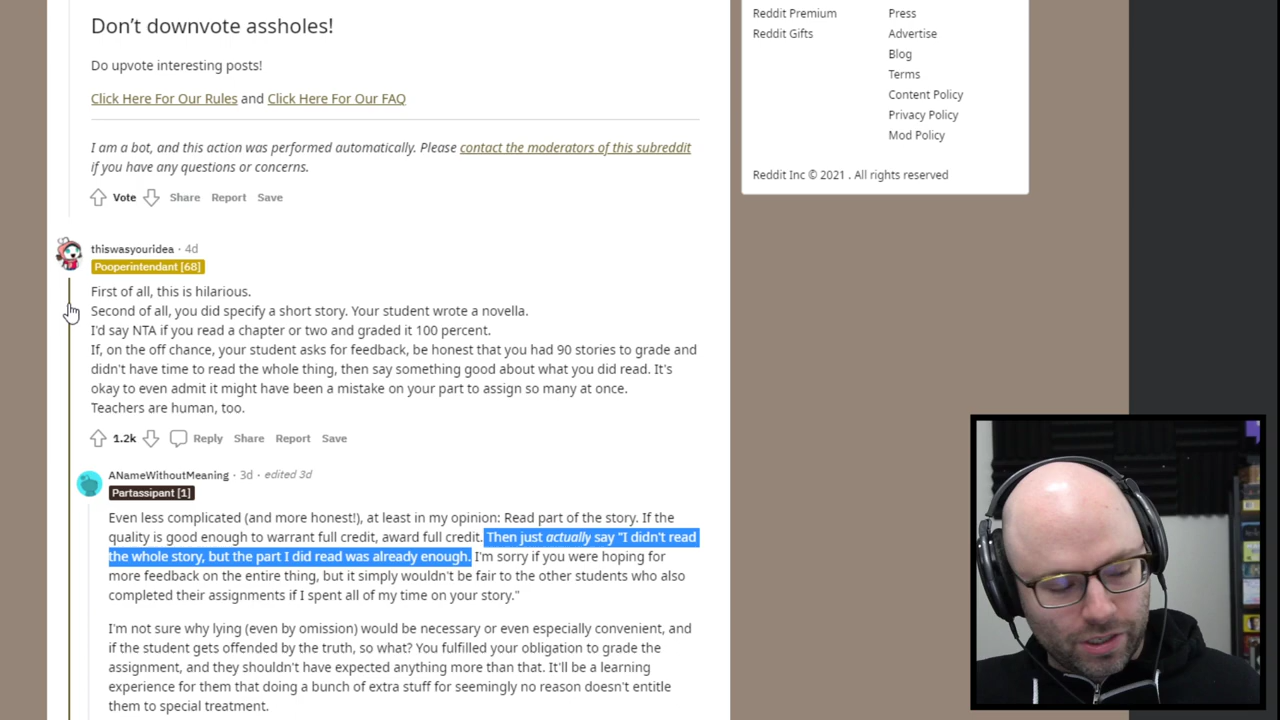 Don’t downvote assholes!
Do upvote interesting posts!
Click Here For Our Rules and Click Here For Our FAQ
I am a bot, and this action was performed automatically. Please contact the moderators of this subreddit
if you have any questions or concerns.
Vote Share Report Save
thiswasyouridea · 4d
Pooperintendant [68]
First of all, this is hilarious.
Second of all, you did specify a short story. Your student wrote a novella.
I'd say NTA if you read a chapter or two and graded it 100 percent.
If, on the off chance, your student asks for feedback, be honest that you had 90 stories to grade and
didn't have time to read the whole thing, then say something good about what you did read. It's
okay to even admit it might have been a mistake on your part to assign so many at once.
Teachers are human, too.
1.2k Reply Share Report Save
ANameWithoutMeaning · 3d · edited 3d
Partassipant [1]
Even less complicated (and more honest!), at least in my opinion: Read part of the story. If the
quality is good enough to warrant full credit, award full credit. Then just actually say "I didn't read
the whole story, but the part I did read was already enough. I'm sorry if you were hoping for
more feedback on the entire thing, but it simply wouldn't be fair to the other students who also
completed their assignments if I spent all of my time on your story."
I'm not sure why lying (even by omission) would be necessary or even especially convenient, and
if the student gets offended by the truth, so what? You fulfilled your obligation to grade the
assignment, and they shouldn't have expected anything more than that. It'll be a learning
experience for them that doing a bunch of extra stuff for seemingly no reason doesn't entitle
them to special treatment.
Reddit Premium
Reddit Gifts
Press
Advertise
Blog
Terms
Content Policy
Privacy Policy
Mod Policy
Reddit Inc © 2021 . All rights reserved